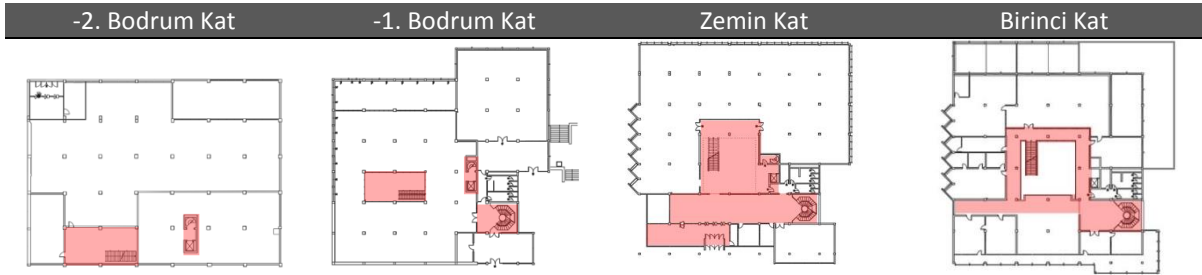 -2. Bodrum Kat
-1. Bodrum Kat
Zemin Kat
Birinci Kat